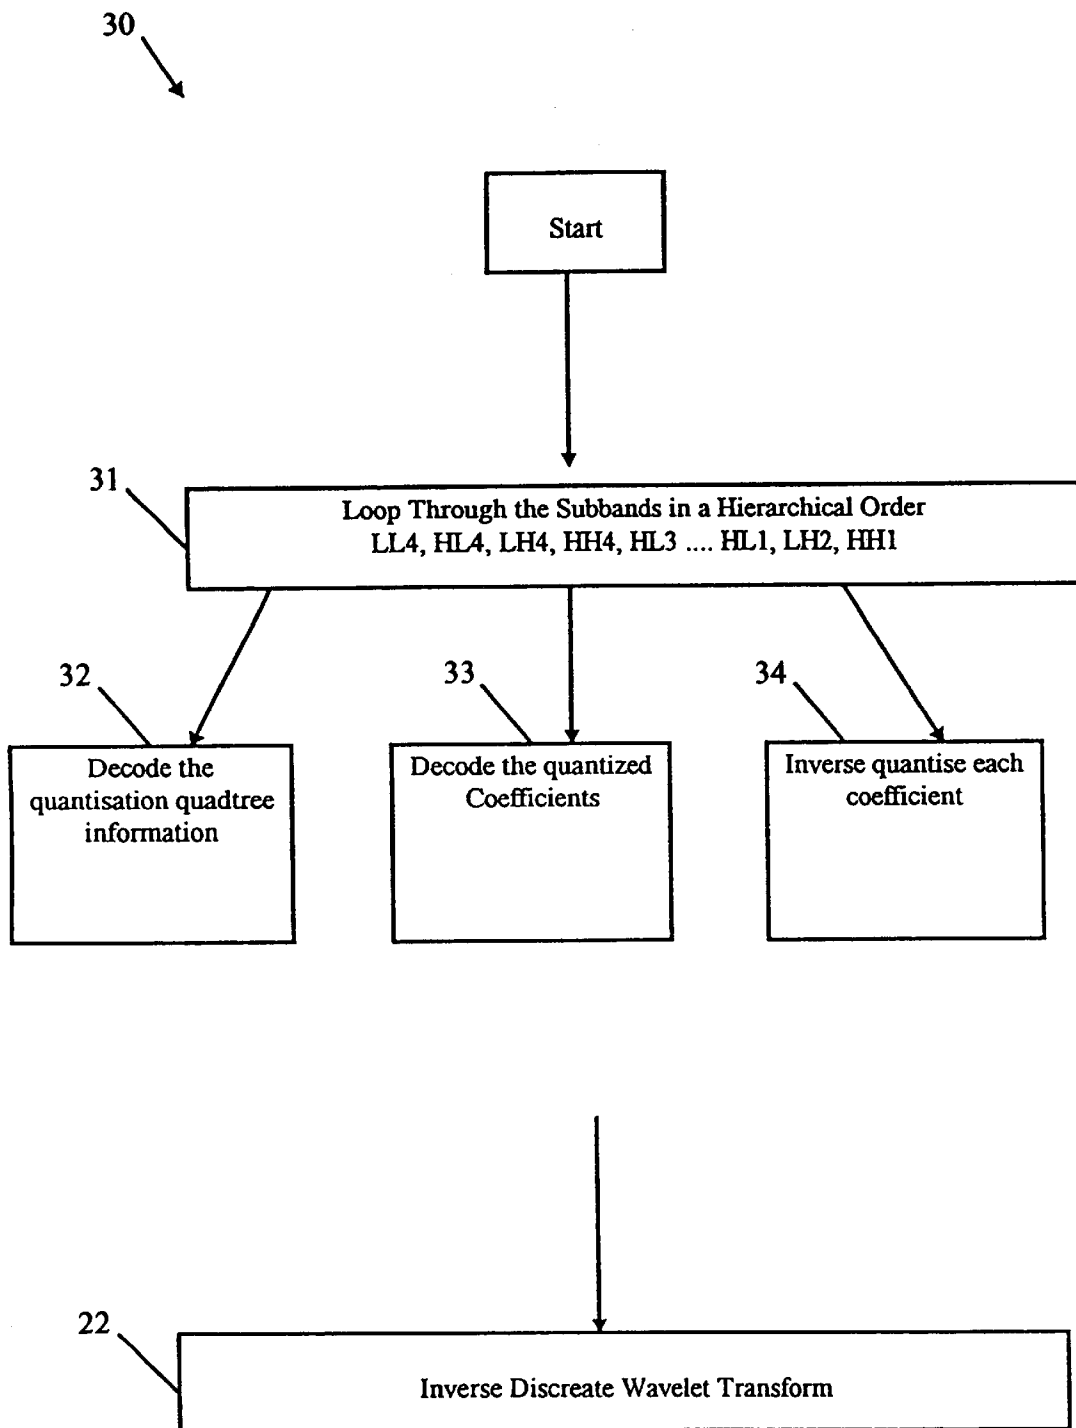 30
Start
31
Loop Through the Subbands in a Hierarchical Order
LL4, HL4, LH4, HH4, HL3 .... HL1, LH2, HH1
32
33
34
Decode the
quantisation quadtree
information
Decode the quantized
Coefficients
Inverse quantise each
coefficient
22
Inverse Discreate Wavelet Transform